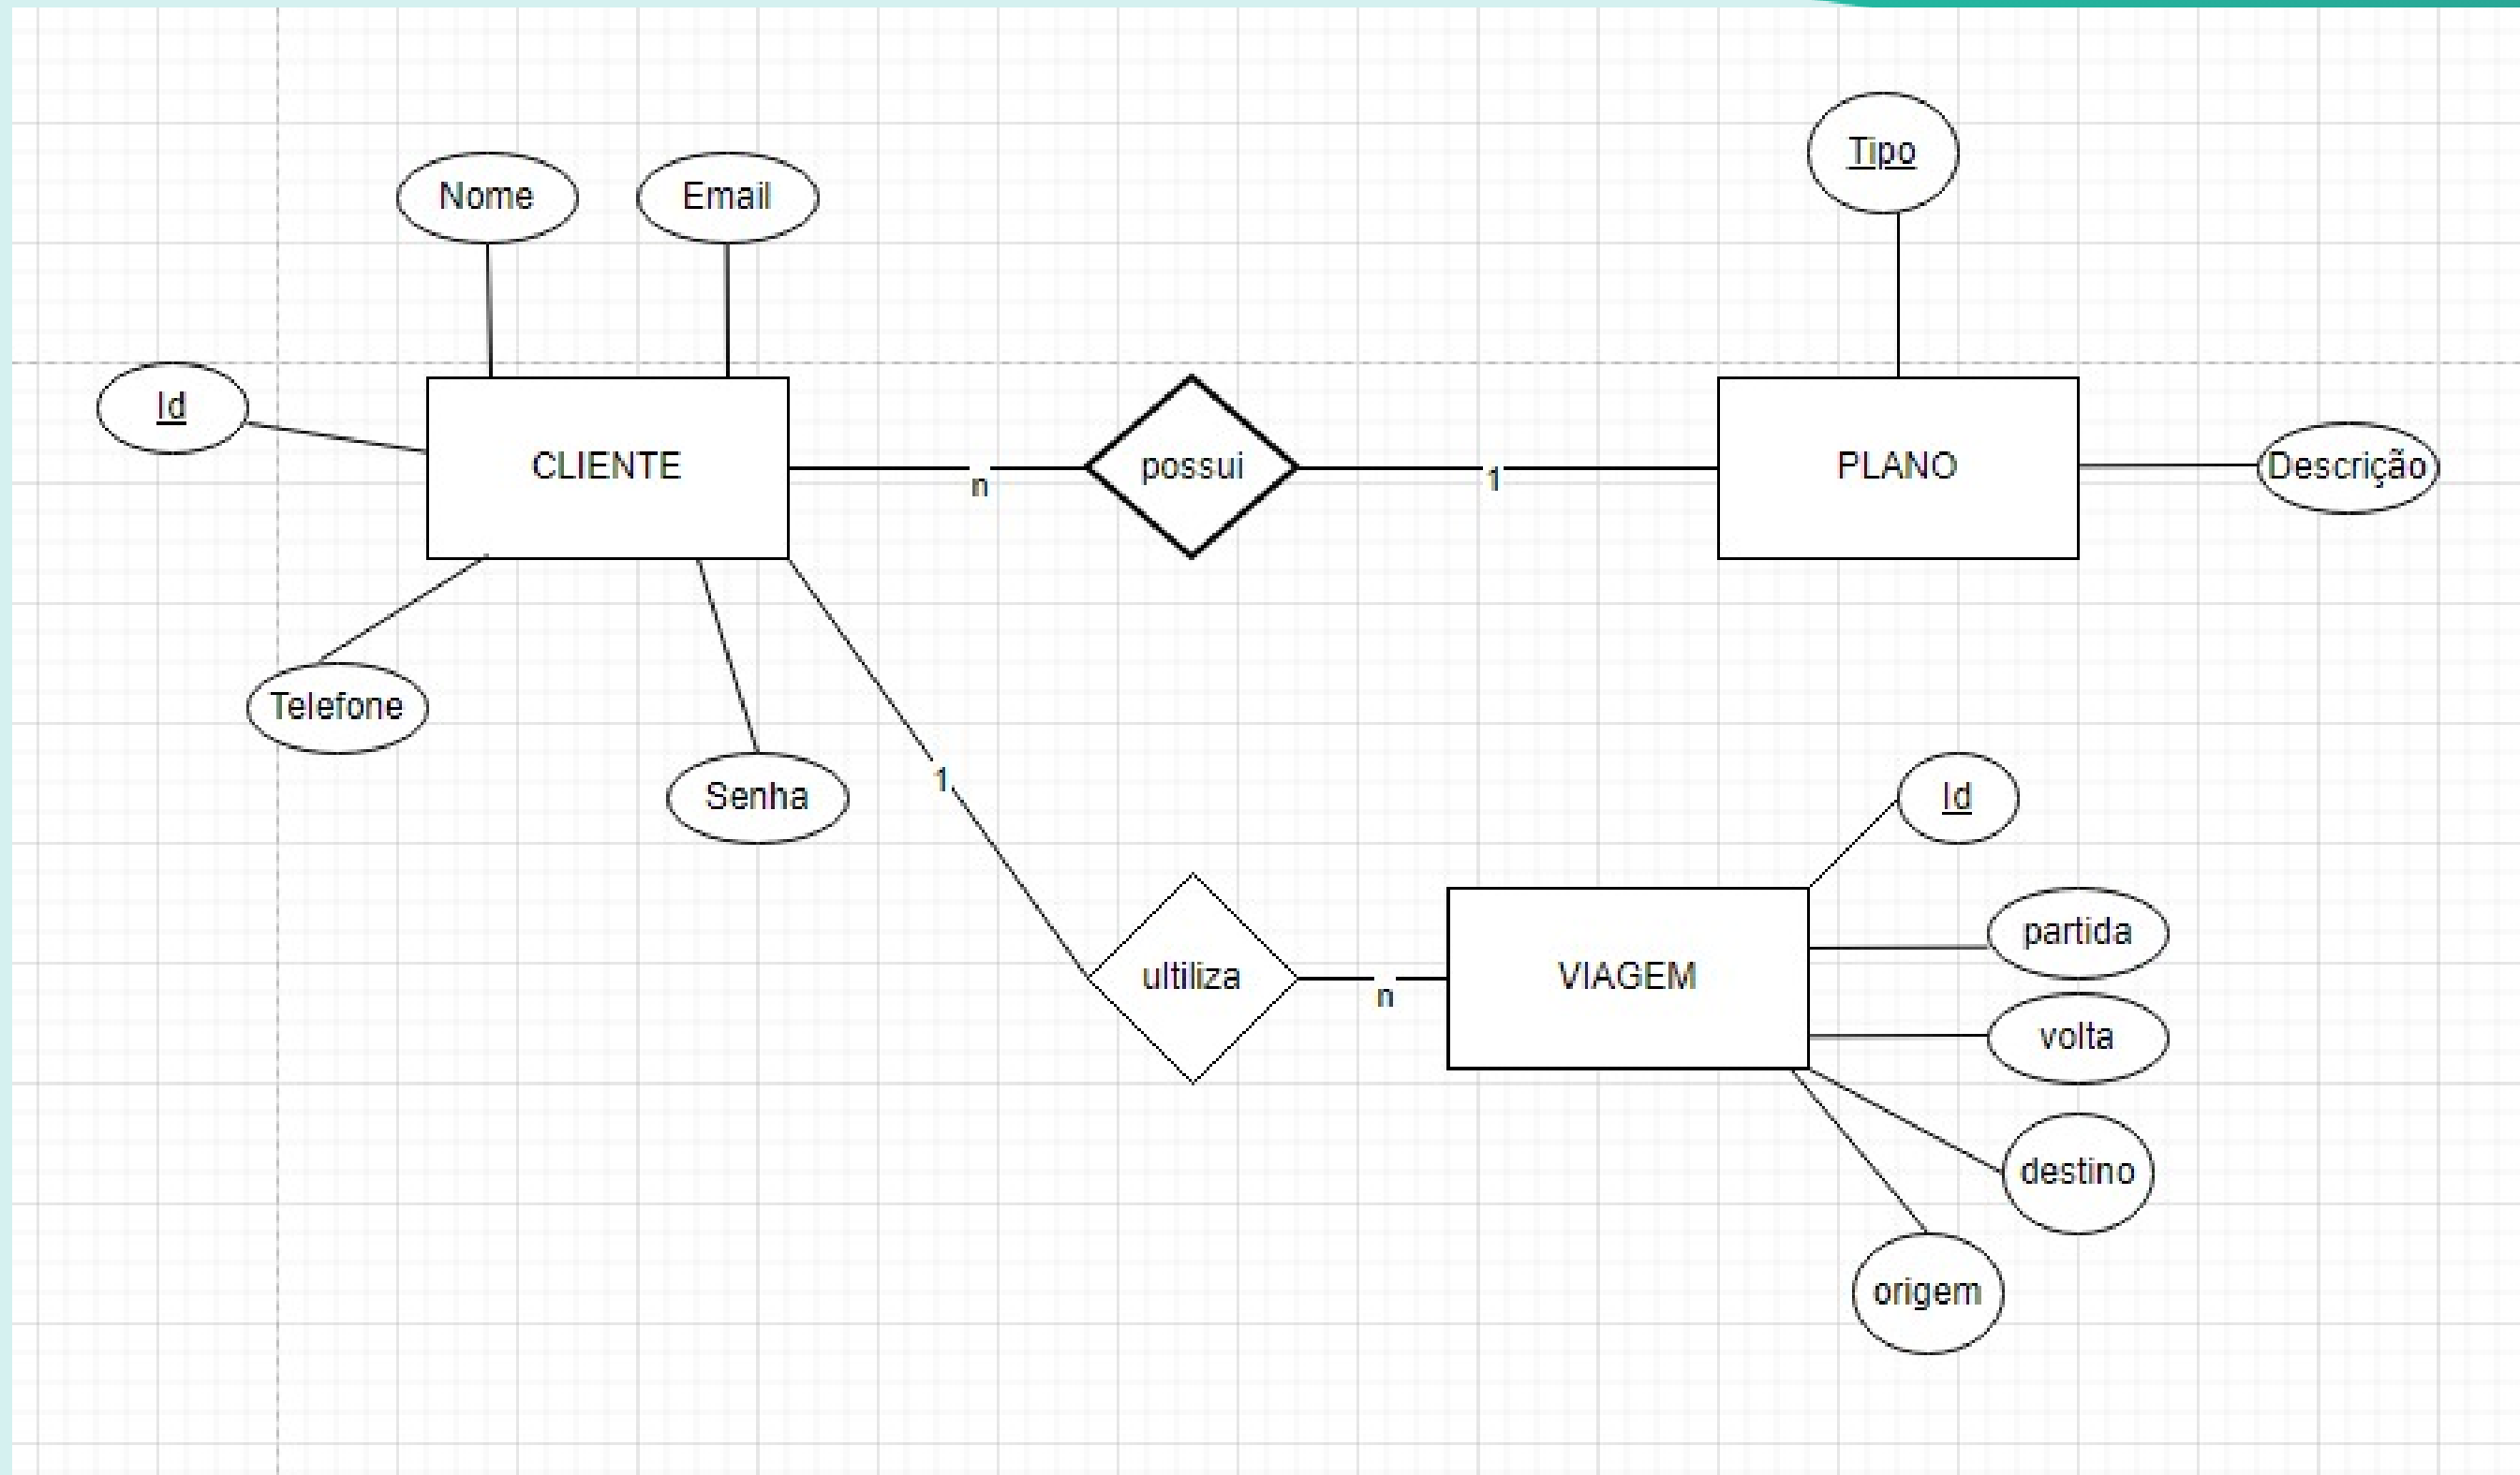 Tipo
Nome
Email
Id
CLIENTE
n
possui
1
PLANO
Descrição
Telefone
Senha
1
Id
partida
ultiliza
n
VIAGEM
volta
destino
origem